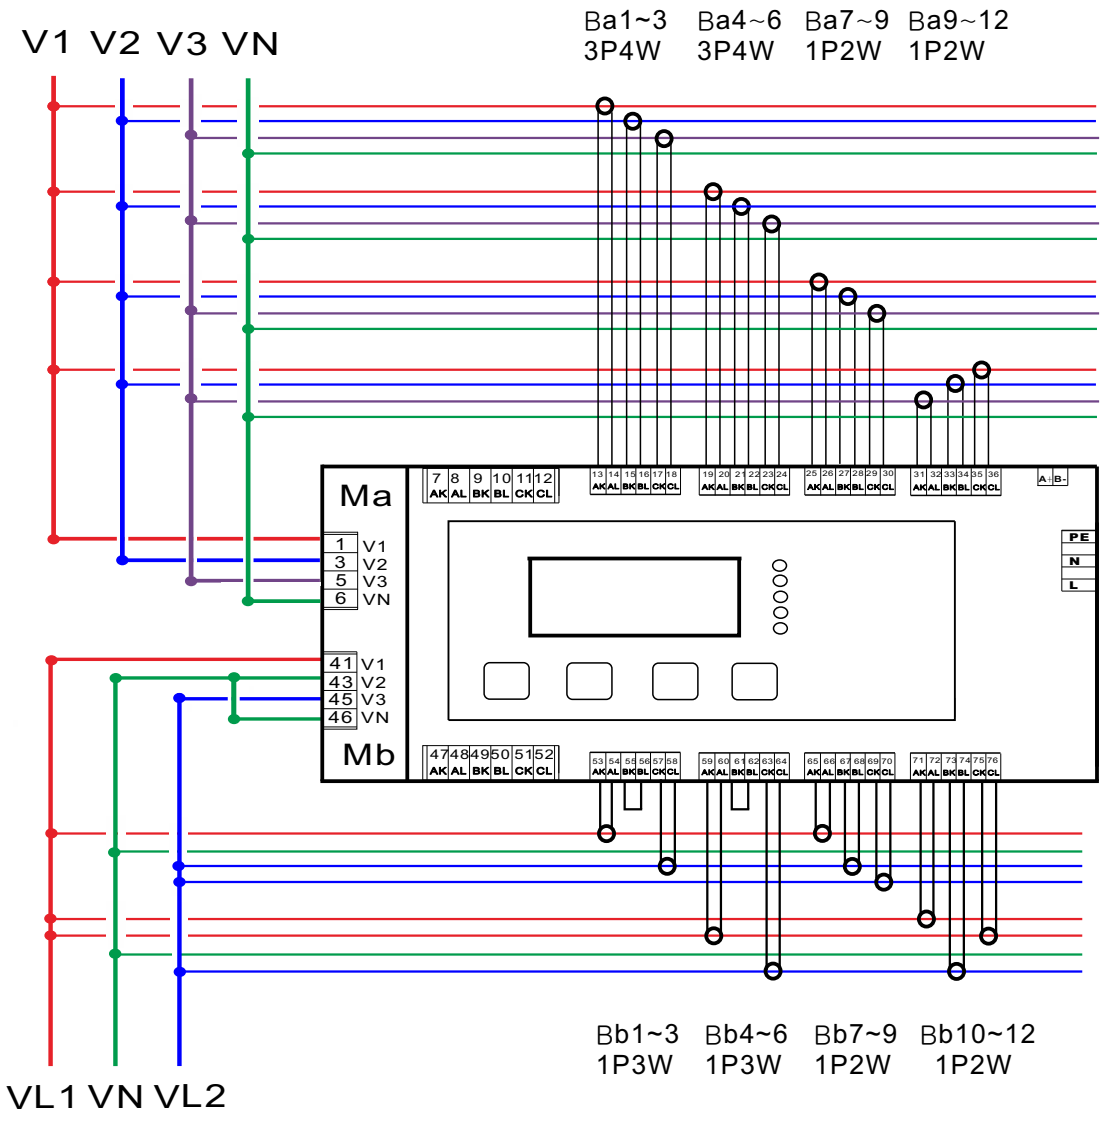 Ba1~3 Ba4~6 Ba7~9 Ba9~12
3P4W 3P4W 1P2W 1P2W
V1 V2 V3 VN
Ma
7 8 9 10 11 12
AK AL BK BL CK CL
13 14 15 16 17 18
AK AL BK BL CK CL
19 20 21 22 23 24
AK AL BK BL CK CL
25 26 27 28 29 30
AK AL BK BL CK CL
31 32 33 34 35 36
AK AL BK BL CK CL
A+ B-
PE
N
L
1 V1
3 V2
5 V3
6 VN
41 V1
43 V2
45 V3
46 VN
Mb
47 48 49 50 51 52
AK AL BK BL CK CL
53 54 55 56 57 58
AK AL BK BL CK CL
59 60 61 62 63 64
AK AL BK BL CK CL
65 66 67 68 69 70
AK AL BK BL CK CL
71 72 73 74 75 76
AK AL BK BL CK CL
Bb1~3 Bb4~6 Bb7~9 Bb10~12
1P3W 1P3W 1P2W 1P2W
VL1 VN VL2